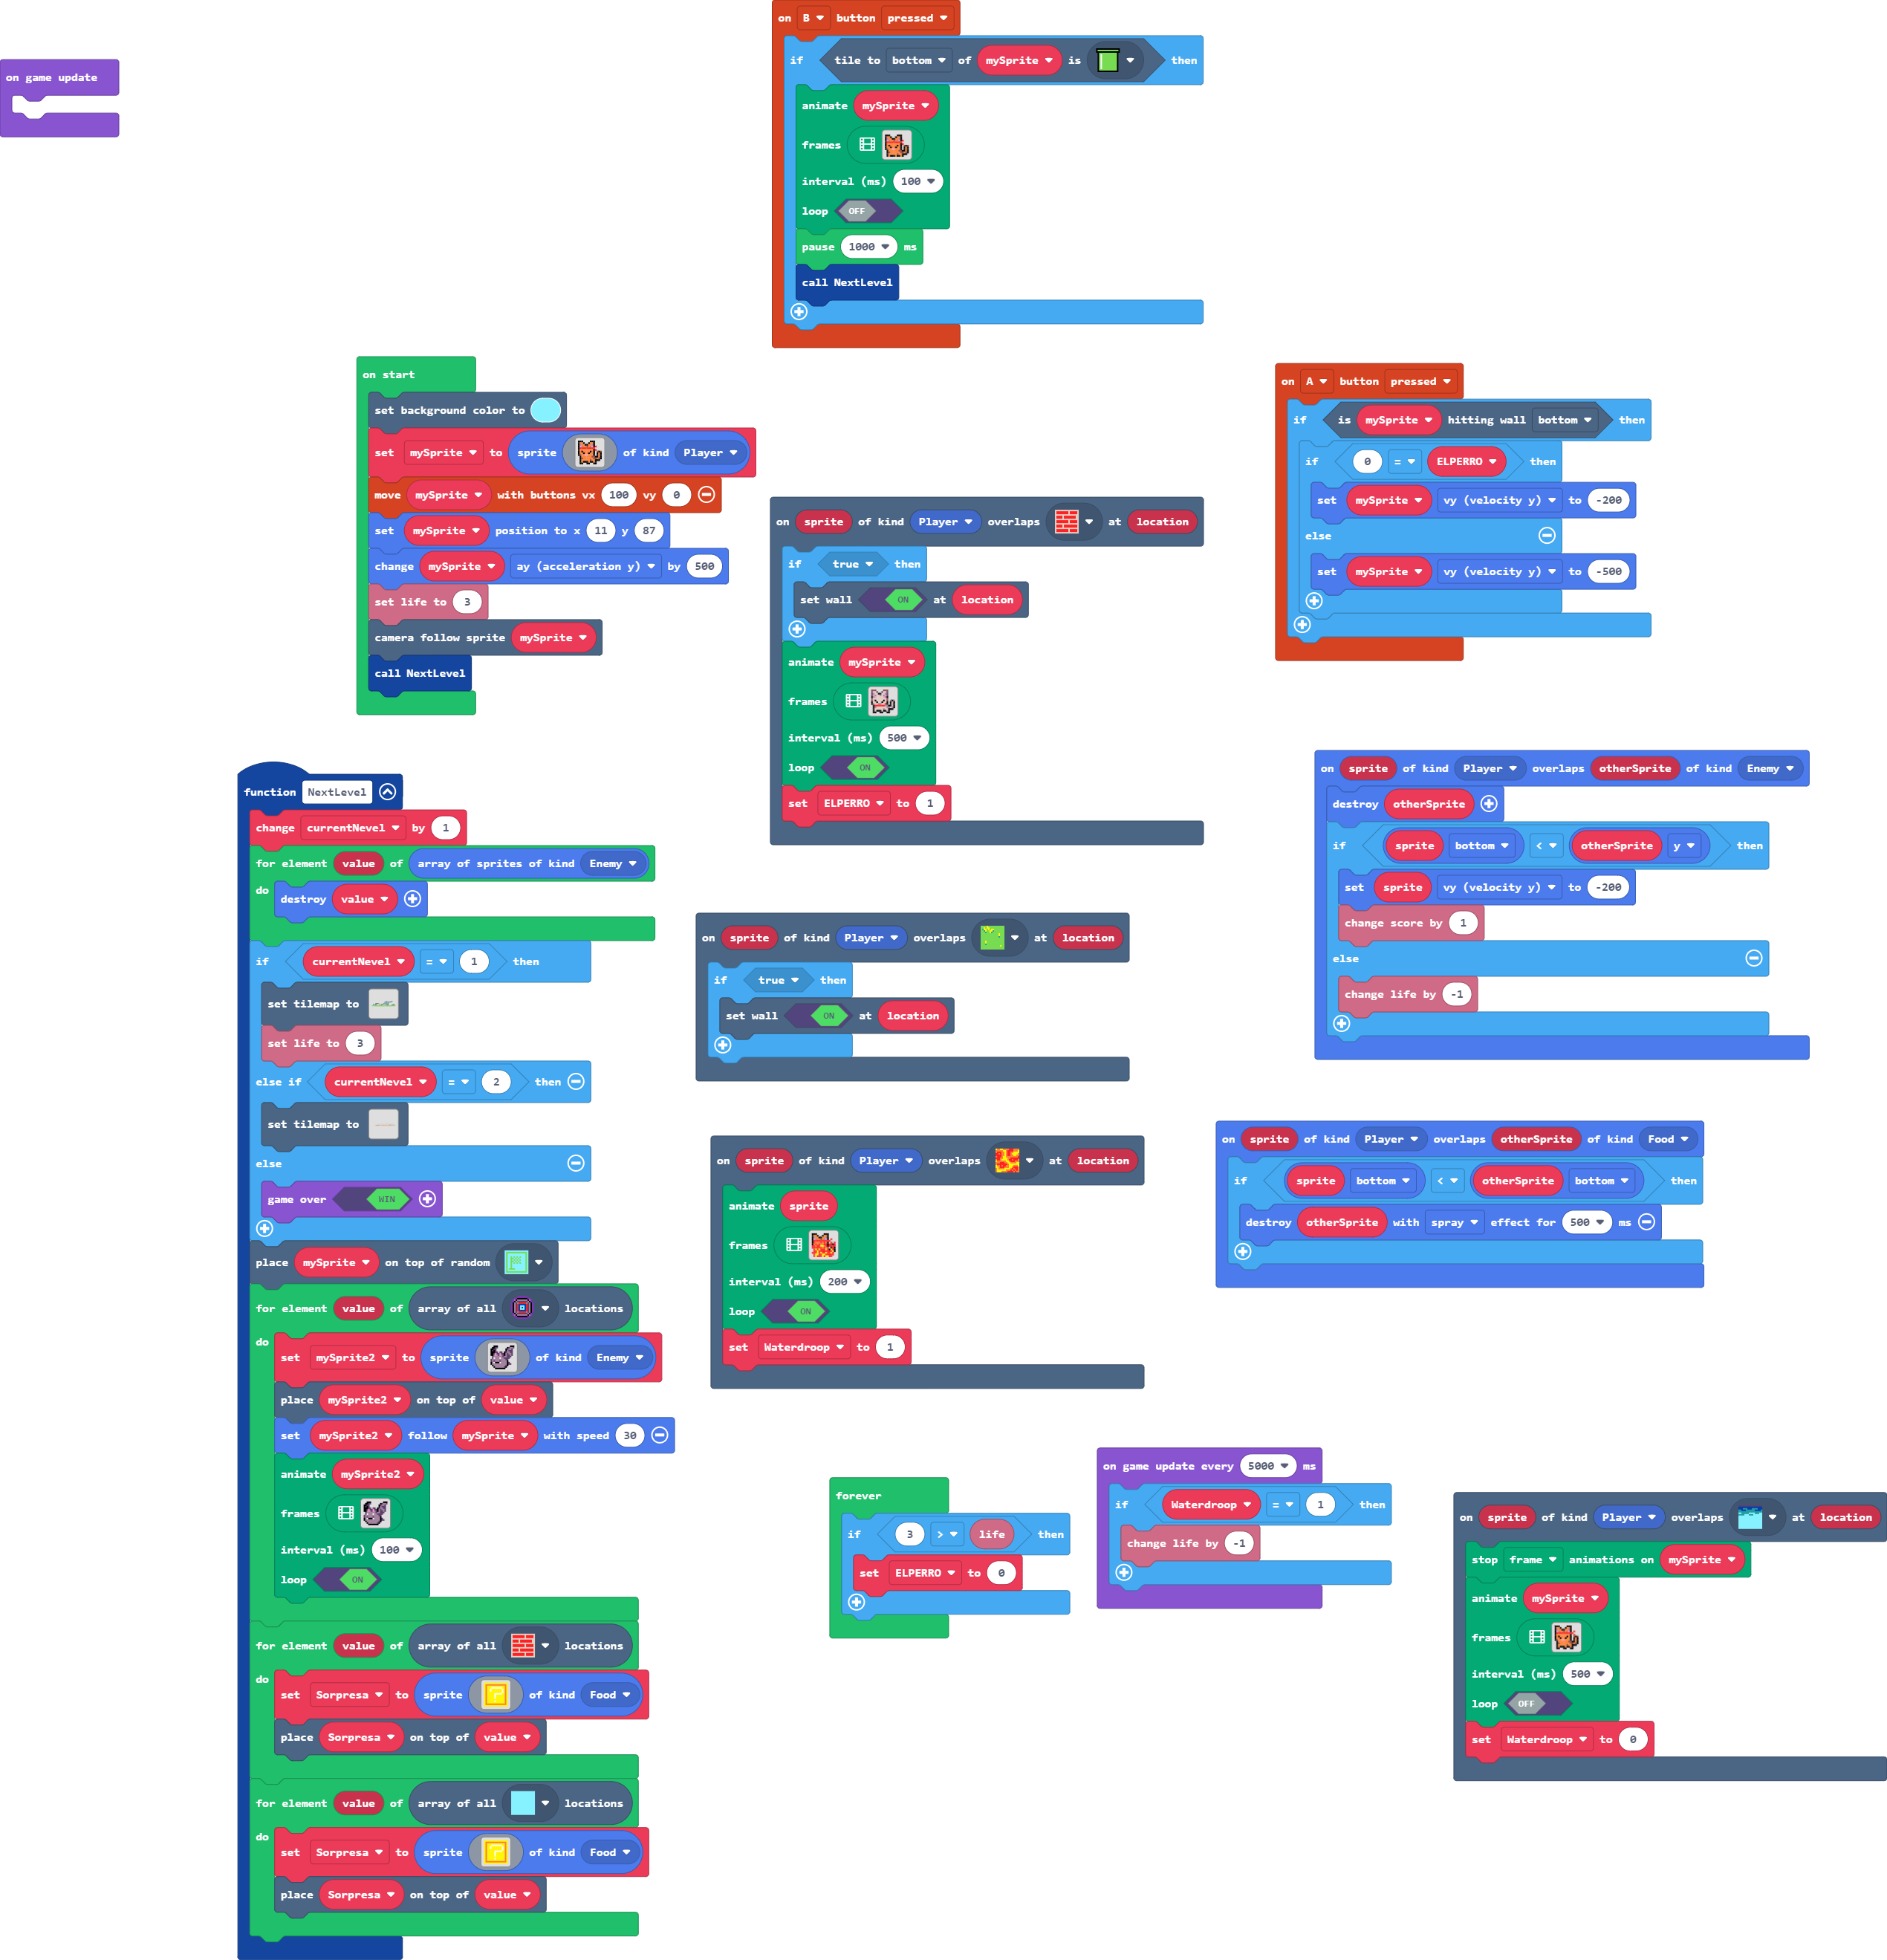 on game update
on B button pressed
if tile to bottom of mySprite is then
animate mySprite
frames
interval (ms) 100
loop OFF
pause 1000 ms
call NextLevel
on start
set background color to
set mySprite to sprite of kind Player
move mySprite with buttons vx 100 vy 0
set mySprite position to x 11 y 87
change mySprite ay (acceleration y) by 500
set life to 3
camera follow sprite mySprite
call NextLevel
on A button pressed
if is mySprite hitting wall bottom then
if 0 = ELPERRO then
set mySprite vy (velocity y) to -200
else
set mySprite vy (velocity y) to -500
on sprite of kind Player overlaps at location
if true then
set wall ON at location
animate mySprite
frames
interval (ms) 500
loop ON
set ELPERRO to 1
function NextLevel
change currentNevel by 1
for element value of array of sprites of kind Enemy
do destroy value
if currentNevel = 1 then
set tilemap to
set life to 3
else if currentNevel = 2 then
set tilemap to
else
game over WIN
place mySprite on top of random
for element value of array of all locations
do
set mySprite2 to sprite of kind Enemy
place mySprite2 on top of value
set mySprite2 follow mySprite with speed 30
animate mySprite2
frames
interval (ms) 100
loop ON
for element value of array of all locations
do
set Sorpresa to sprite ? of kind Food
place Sorpresa on top of value
for element value of array of all locations
do
set Sorpresa to sprite ? of kind Food
place Sorpresa on top of value
on sprite of kind Player overlaps otherSprite of kind Enemy
destroy otherSprite
if sprite bottom < otherSprite y then
set sprite vy (velocity y) to -200
change score by 1
else
change life by -1
on sprite of kind Player overlaps at location
if true then
set wall ON at location
on sprite of kind Player overlaps otherSprite of kind Food
if sprite bottom < otherSprite bottom then
destroy otherSprite with spray effect for 500 ms
on sprite of kind Player overlaps at location
animate sprite
frames
interval (ms) 200
loop ON
set Waterdroop to 1
forever
if 3 > life then
set ELPERRO to 0
on game update every 5000 ms
if Waterdroop = 1 then
change life by -1
on sprite of kind Player overlaps at location
stop frame animations on mySprite
animate mySprite
frames
interval (ms) 500
loop OFF
set Waterdroop to 0